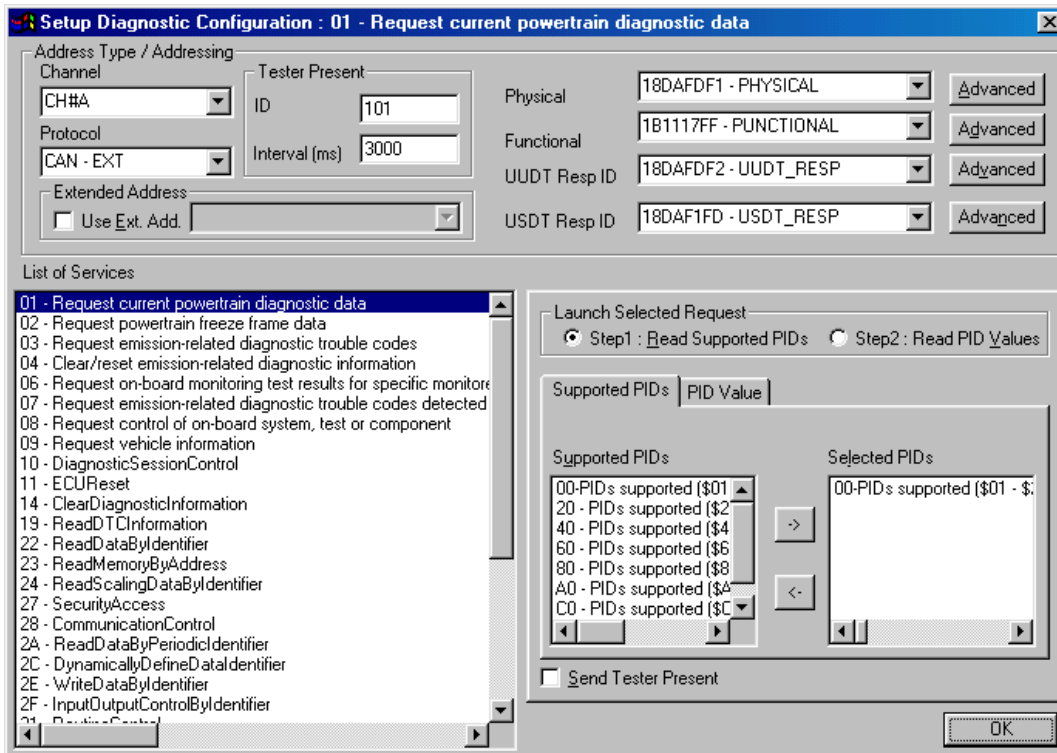 Setup Diagnostic Configuration : 01 - Request current powertrain diagnostic data
Address Type / Addressing
Channel
CH#A
Protocol
CAN - EXT
Tester Present
ID
101
Interval (ms)
3000
Extended Address
Use Ext. Add.
Physical
18DAFDF1 - PHYSICAL
Advanced
Functional
1B1117FF - PUNCTIONAL
Advanced
UUDT Resp ID
18DAFDF2 - UUDT_RESP
Advanced
USDT Resp ID
18DAF1FD - USDT_RESP
Advanced
List of Services
01 - Request current powertrain diagnostic data
02 - Request powertrain freeze frame data
03 - Request emission-related diagnostic trouble codes
04 - Clear/reset emission-related diagnostic information
06 - Request on-board monitoring test results for specific monitore
07 - Request emission-related diagnostic trouble codes detected
08 - Request control of on-board system, test or component
09 - Request vehicle information
10 - DiagnosticSessionControl
11 - ECUReset
14 - ClearDiagnosticInformation
19 - ReadDTCInformation
22 - ReadDataByIdentifier
23 - ReadMemoryByAddress
24 - ReadScalingDataByIdentifier
27 - SecurityAccess
28 - CommunicationControl
2A - ReadDataByPeriodicIdentifier
2C - DynamicallyDefineDataIdentifier
2E - WriteDataByIdentifier
2F - InputOutputControlByIdentifier
31 - RoutineControl
Launch Selected Request
Step1 : Read Supported PIDs
Step2 : Read PID Values
Supported PIDs
PID Value
Supported PIDs
00-PIDs supported ($01
20 - PIDs supported ($2
40 - PIDs supported ($4
60 - PIDs supported ($6
80 - PIDs supported ($8
A0 - PIDs supported ($A
C0 - PIDs supported ($C
->
<-
Selected PIDs
00-PIDs supported ($01 - $
Send Tester Present
OK